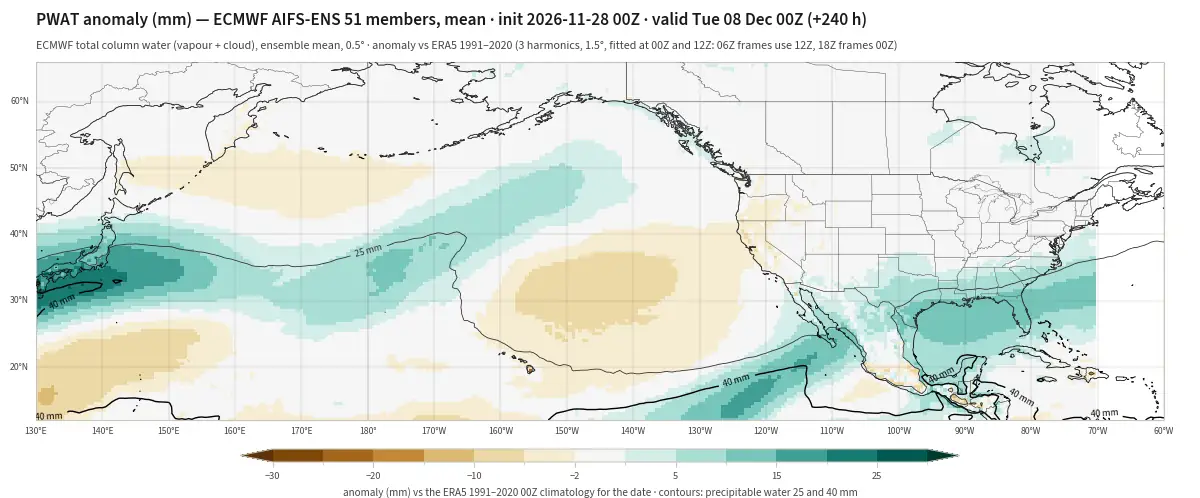 PWAT anomaly (mm) — ECMWF AIFS-ENS 51 members, mean · init 2026-11-28 00Z · valid Tue 08 Dec 00Z (+240 h)
ECMWF total column water (vapour + cloud), ensemble mean, 0.5° · anomaly vs ERA5 1991–2020 (3 harmonics, 1.5°, fitted at 00Z and 12Z: 06Z frames use 12Z, 18Z frames 00Z)
60°N
50°N
40°N
25 mm
30°N
40 mm
20°N
40 mm
40 mm
40 mm
40 mm
40 mm
130°E 140°E 150°E 160°E 170°E 180° 170°W 160°W 150°W 140°W 130°W 120°W 110°W 100°W 90°W 80°W 70°W 60°W
−30 −20 −10 −2 5 15 25
anomaly (mm) vs the ERA5 1991–2020 00Z climatology for the date · contours: precipitable water 25 and 40 mm